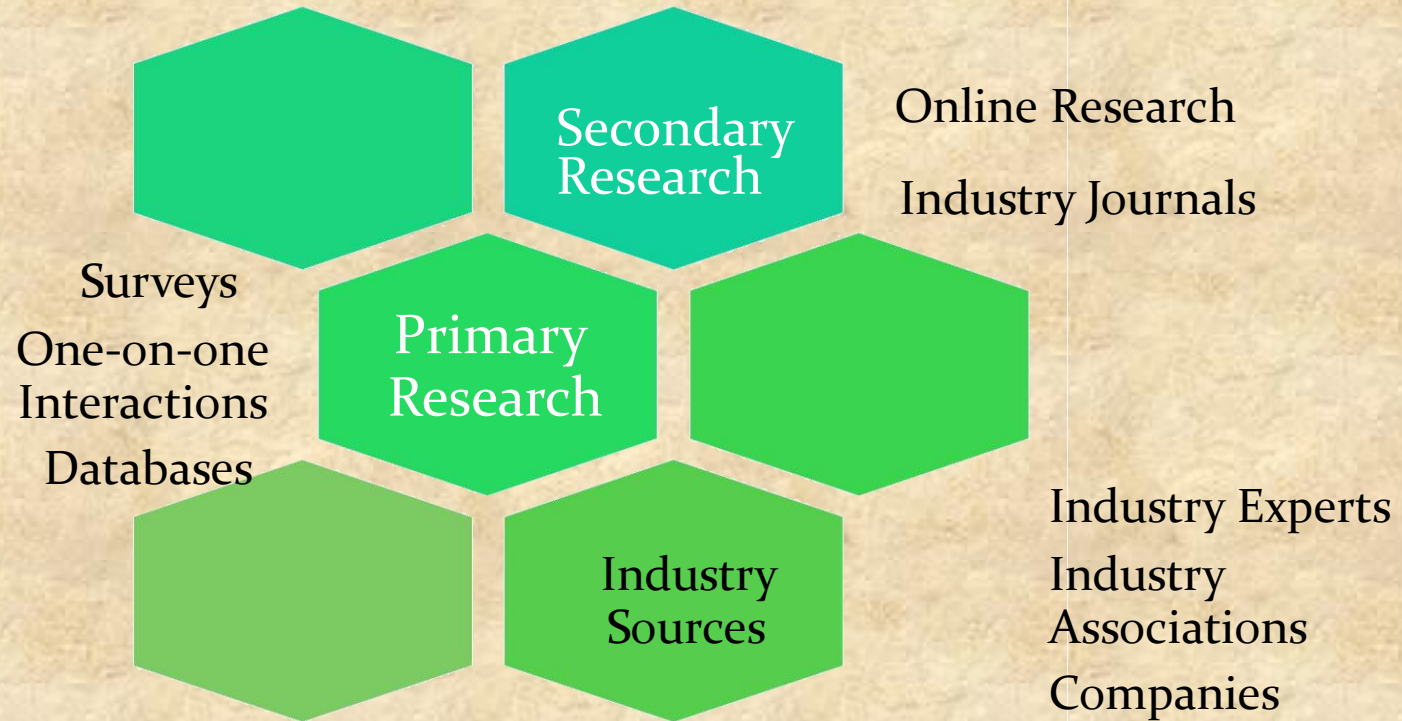 Secondary
Research
Online Research
Industry Journals
Surveys
One-on-one
Interactions
Databases
Primary
Research
Industry
Sources
Industry Experts
Industry
Associations
Companies